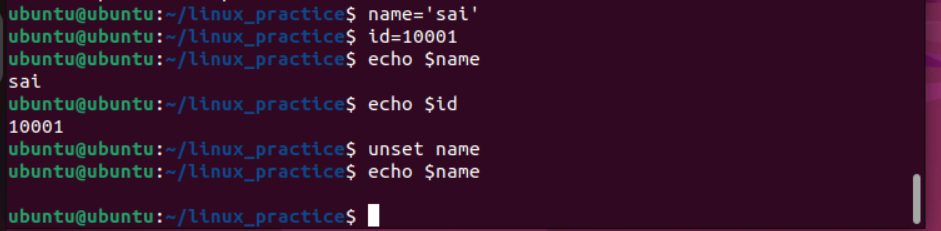 ubuntu@ubuntu:~/linux_practice$ name='sai'
ubuntu@ubuntu:~/linux_practice$ id=10001
ubuntu@ubuntu:~/linux_practice$ echo $name
sai
ubuntu@ubuntu:~/linux_practice$ echo $id
10001
ubuntu@ubuntu:~/linux_practice$ unset name
ubuntu@ubuntu:~/linux_practice$ echo $name

ubuntu@ubuntu:~/linux_practice$